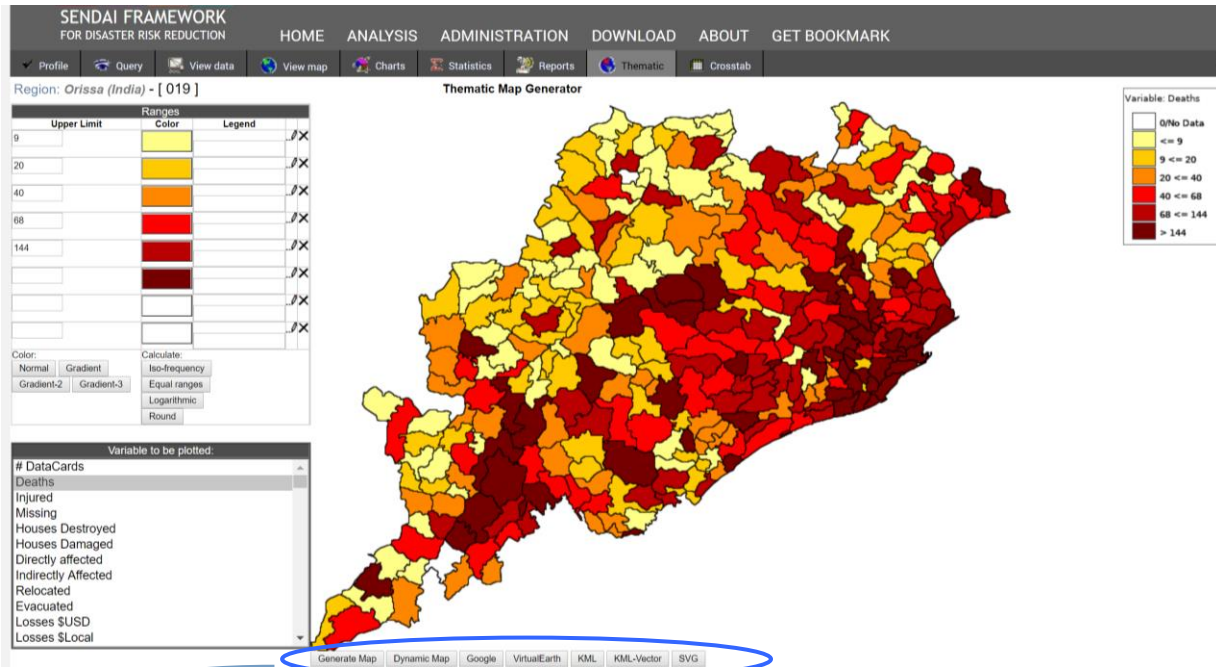 SENDAI FRAMEWORK
FOR DISASTER RISK REDUCTION
HOME ANALYSIS ADMINISTRATION DOWNLOAD ABOUT GET BOOKMARK
Profile Query View data View map Charts Statistics Reports Thematic Crosstab
Region: Orissa (India) - [ 019 ]
Thematic Map Generator
Ranges
Upper Limit Color Legend
9
20
40
68
144
Color:
Normal Gradient
Gradient-2 Gradient-3
Calculate:
Iso-frequency
Equal ranges
Logarithmic
Round
Variable to be plotted:
# DataCards
Deaths
Injured
Missing
Houses Destroyed
Houses Damaged
Directly affected
Indirectly Affected
Relocated
Evacuated
Losses $USD
Losses $Local
Variable: Deaths
0/No Data
<= 9
9 <= 20
20 <= 40
40 <= 68
68 <= 144
> 144
Generate Map Dynamic Map Google VirtualEarth KML KML-Vector SVG